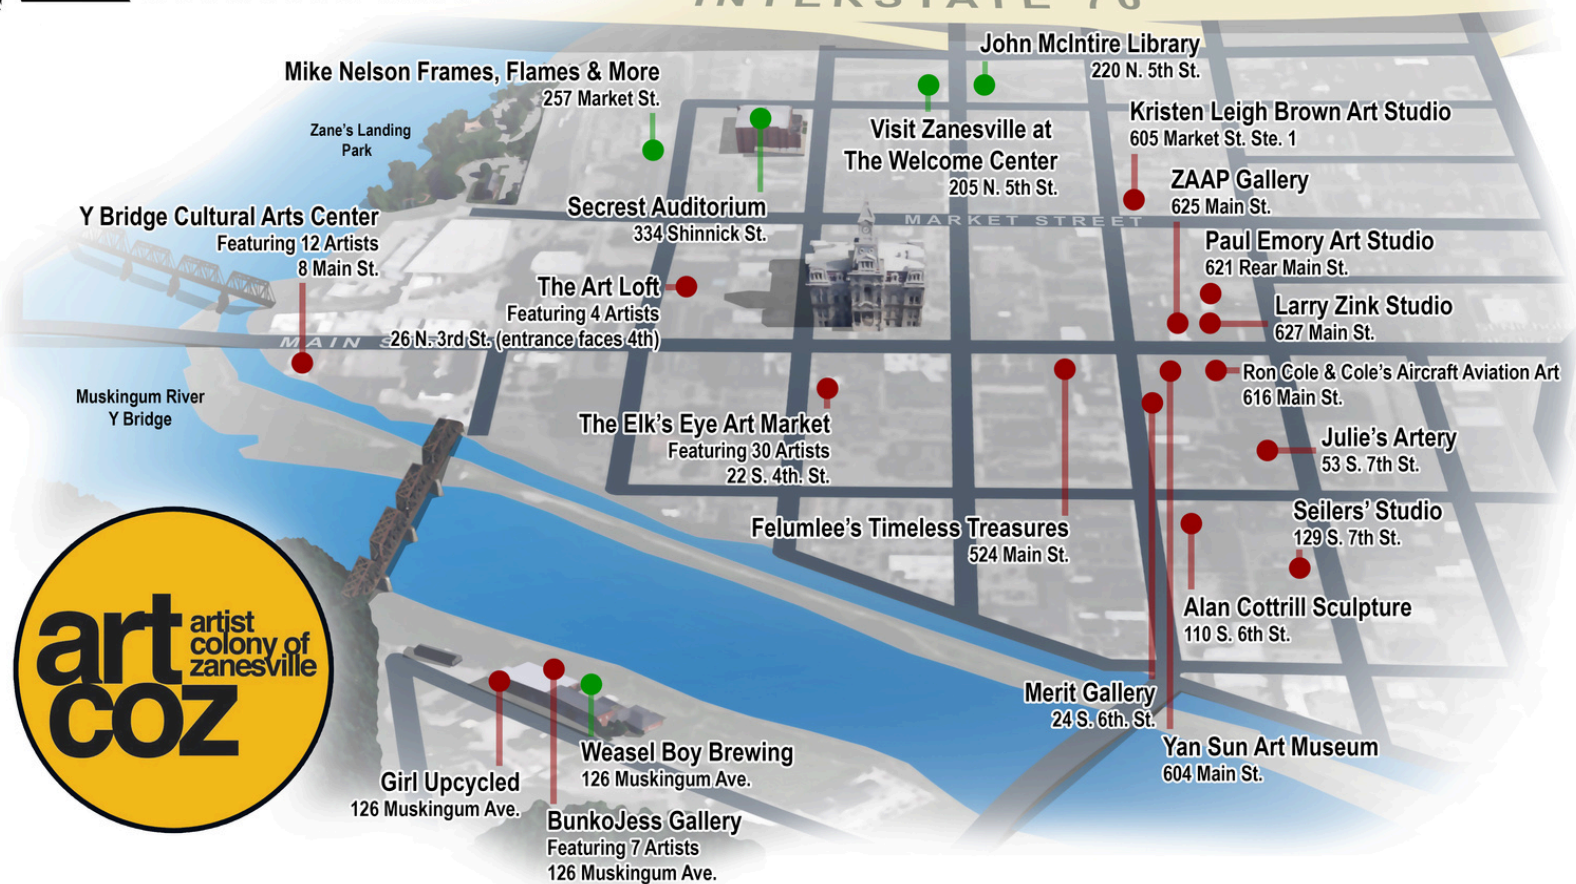 INTERSTATE 70
John McIntire Library
220 N. 5th St.
Mike Nelson Frames, Flames & More
257 Market St.
Kristen Leigh Brown Art Studio
605 Market St. Ste. 1
Zane's Landing
Park
Visit Zanesville at
The Welcome Center
205 N. 5th St.
ZAAP Gallery
625 Main St.
Secrest Auditorium
334 Shinnick St.
MARKET STREET
Y Bridge Cultural Arts Center
Featuring 12 Artists
8 Main St.
Paul Emory Art Studio
621 Rear Main St.
The Art Loft
Featuring 4 Artists
26 N. 3rd St. (entrance faces 4th)
Larry Zink Studio
627 Main St.
MAIN S
Ron Cole & Cole's Aircraft Aviation Art
616 Main St.
Muskingum River
Y Bridge
The Elk's Eye Art Market
Featuring 30 Artists
22 S. 4th. St.
Julie's Artery
53 S. 7th St.
Felumlee's Timeless Treasures
524 Main St.
Seilers' Studio
129 S. 7th St.
Alan Cottrill Sculpture
110 S. 6th St.
art
artist
colony of
zanesville
coz
Merit Gallery
24 S. 6th. St.
Yan Sun Art Museum
604 Main St.
Weasel Boy Brewing
126 Muskingum Ave.
Girl Upcycled
126 Muskingum Ave.
BunkoJess Gallery
Featuring 7 Artists
126 Muskingum Ave.